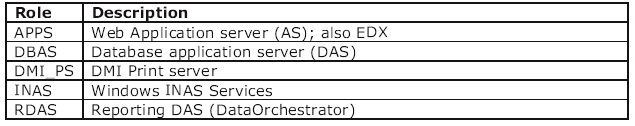 Role Description
APPS Web Application server (AS); also EDX
DBAS Database application server (DAS)
DMI_PS DMI Print server
INAS Windows INAS Services
RDAS Reporting DAS (DataOrchestrator)